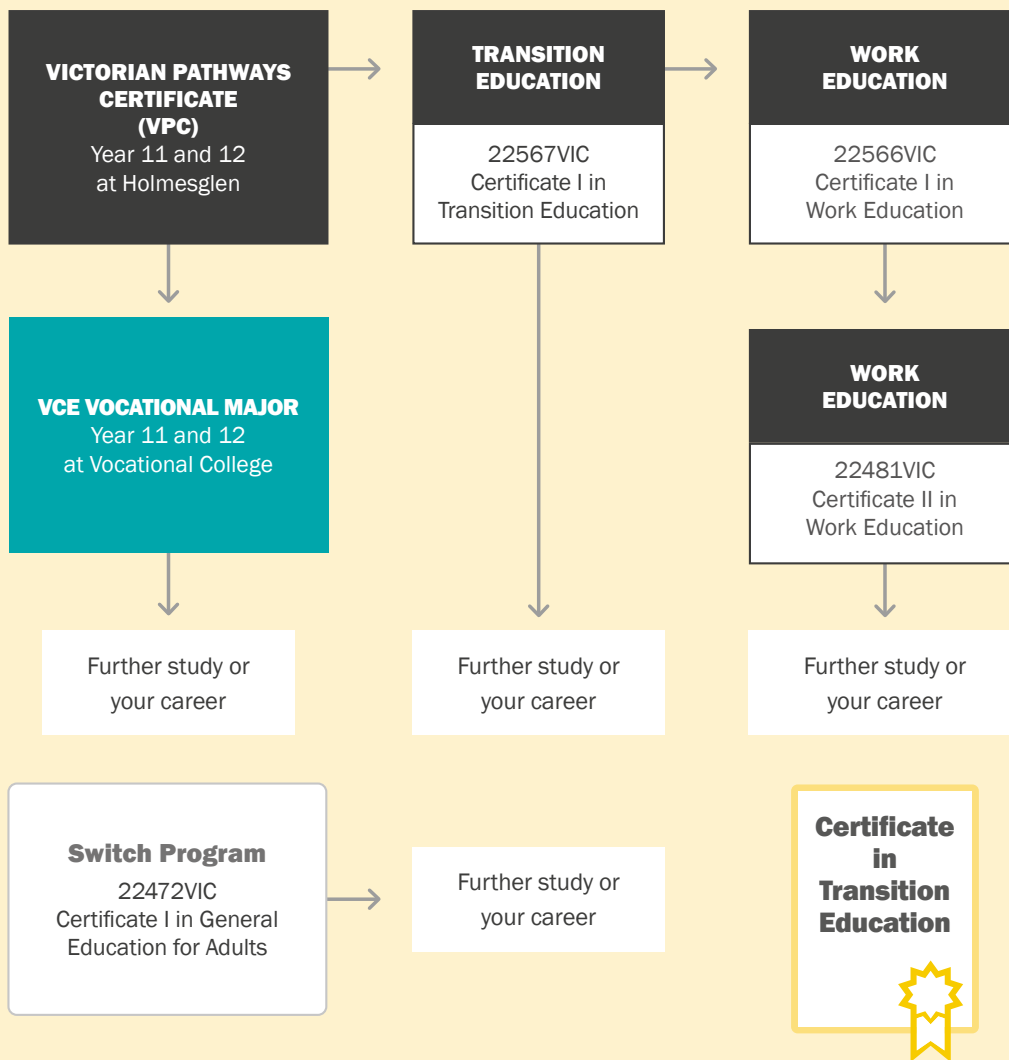 VICTORIAN PATHWAYS
CERTIFICATE
(VPC)
Year 11 and 12
at Holmesglen
TRANSITION
EDUCATION
22567VIC
Certificate I in
Transition Education
WORK
EDUCATION
22566VIC
Certificate I in
Work Education
VCE VOCATIONAL MAJOR
Year 11 and 12
at Vocational College
WORK
EDUCATION
22481VIC
Certificate II in
Work Education
Further study or
your career
Further study or
your career
Further study or
your career
Switch Program
22472VIC
Certificate I in General
Education for Adults
Further study or
your career
Certificate
in
Transition
Education